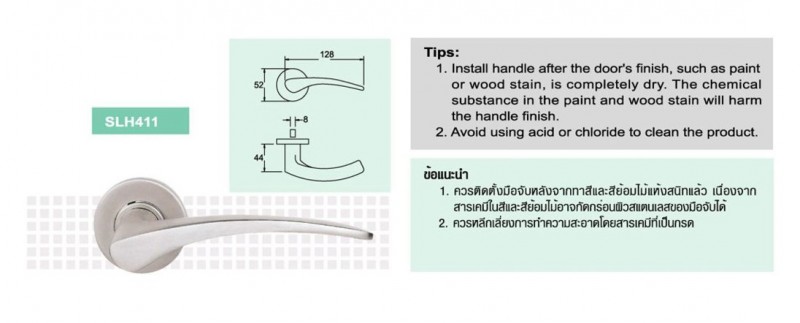 SLH411
128
52
8
44
Tips:
1. Install handle after the door's finish, such as paint
or wood stain, is completely dry. The chemical
substance in the paint and wood stain will harm
the handle finish.
2. Avoid using acid or chloride to clean the product.
ข้อแนะนำ
1. ควรติดตั้งมือจับหลังจากทาสีและสีย้อมไม้แห้งสนิทแล้ว เนื่องจาก
สารเคมีในสีและสีย้อมไม้อาจกัดกร่อนผิวสแตนเลสของมือจับได้
2. ควรหลีกเลี่ยงการทำความสะอาดโดยสารเคมีที่เป็นกรด